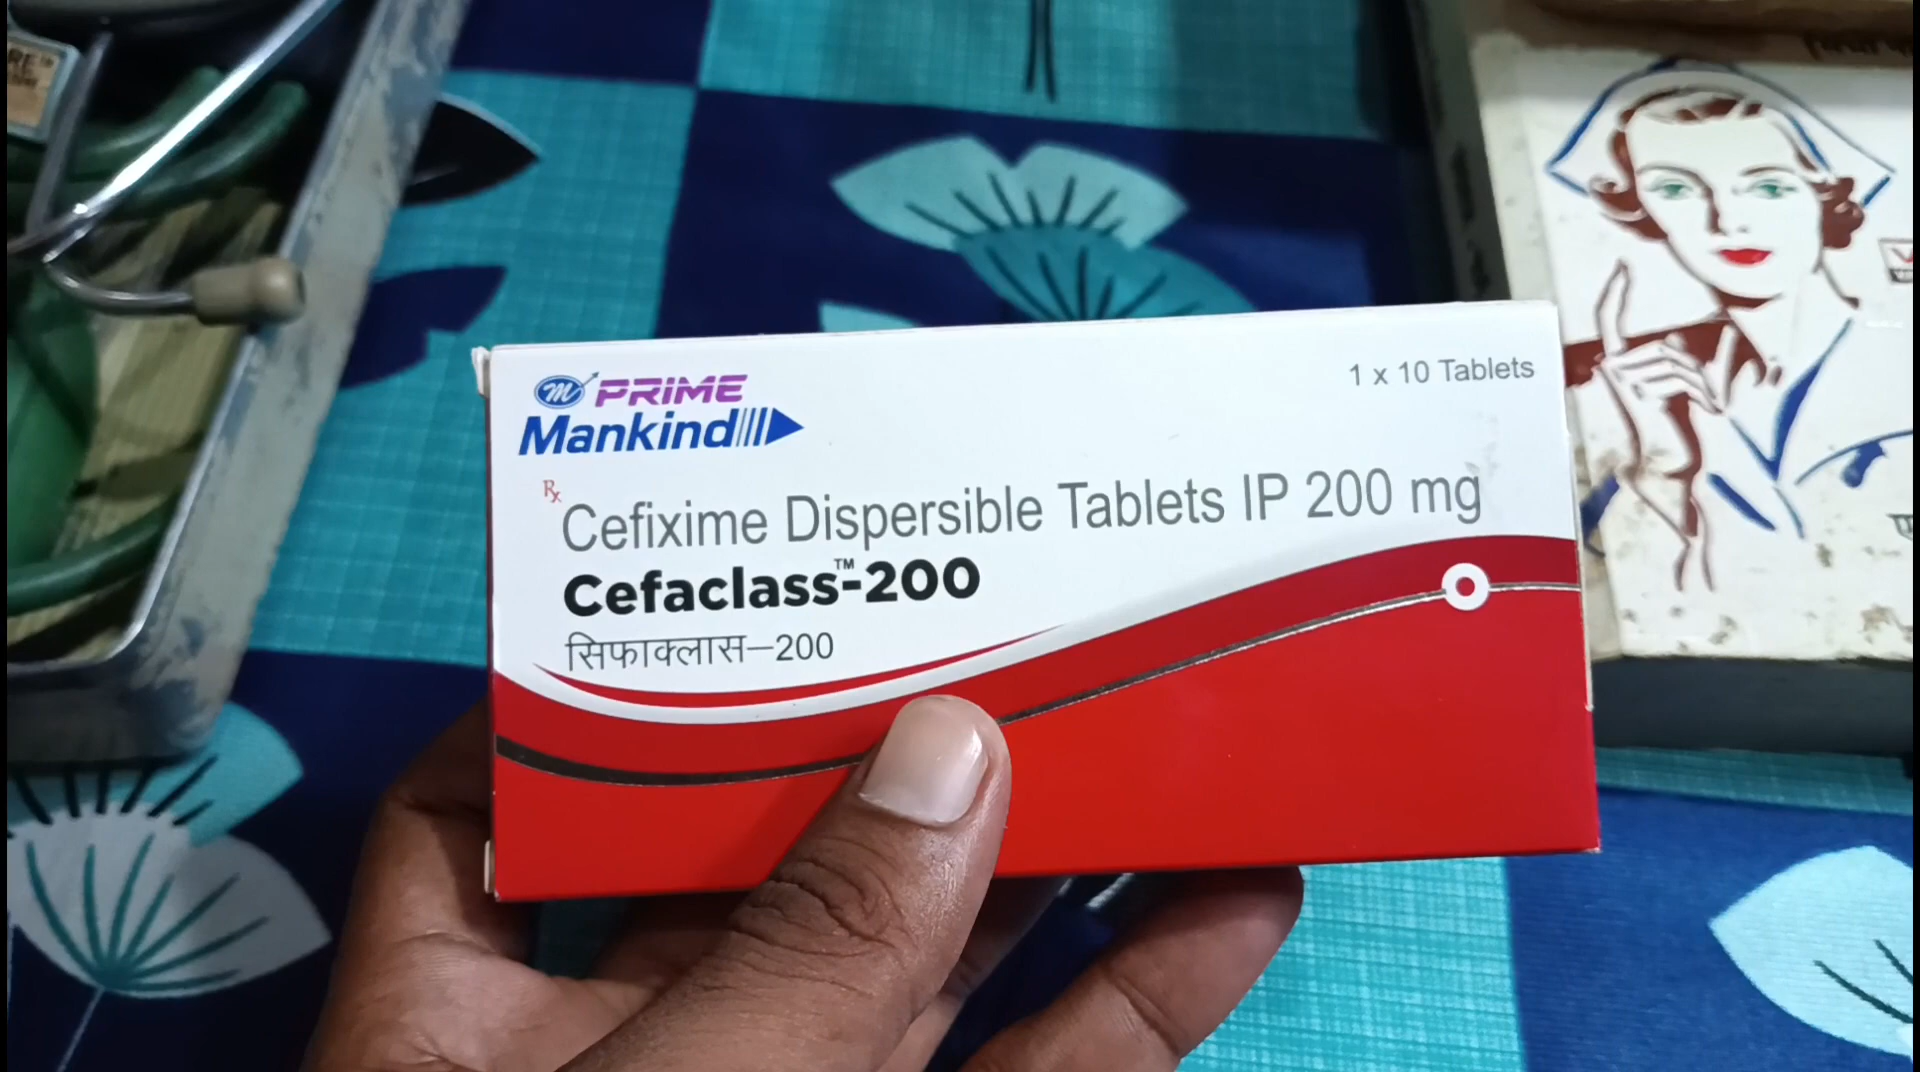 PRIME
Mankind
1 x 10 Tablets
Rx
Cefixime Dispersible Tablets IP 200 mg
Cefaclass™-200
सिफाक्लास–200